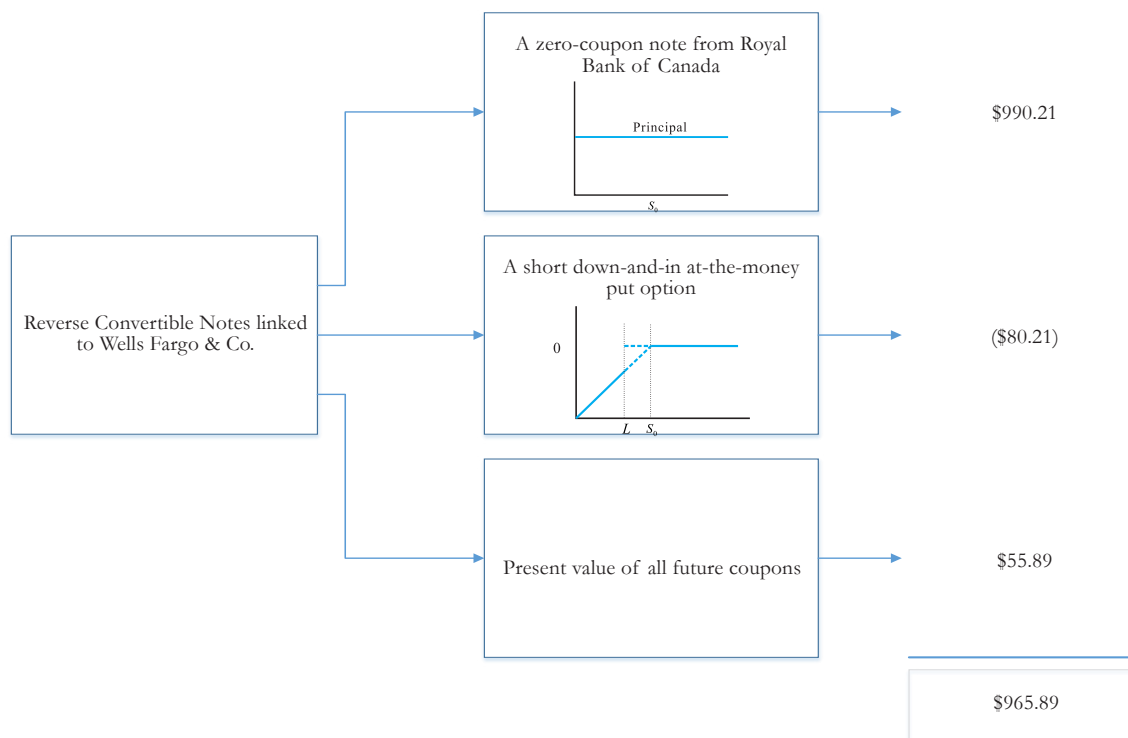 A zero-coupon note from Royal
Bank of Canada
Principal
S₀
$990.21
Reverse Convertible Notes linked
to Wells Fargo & Co.
A short down-and-in at-the-money
put option
0
L S₀
($80.21)
Present value of all future coupons
$55.89
$965.89